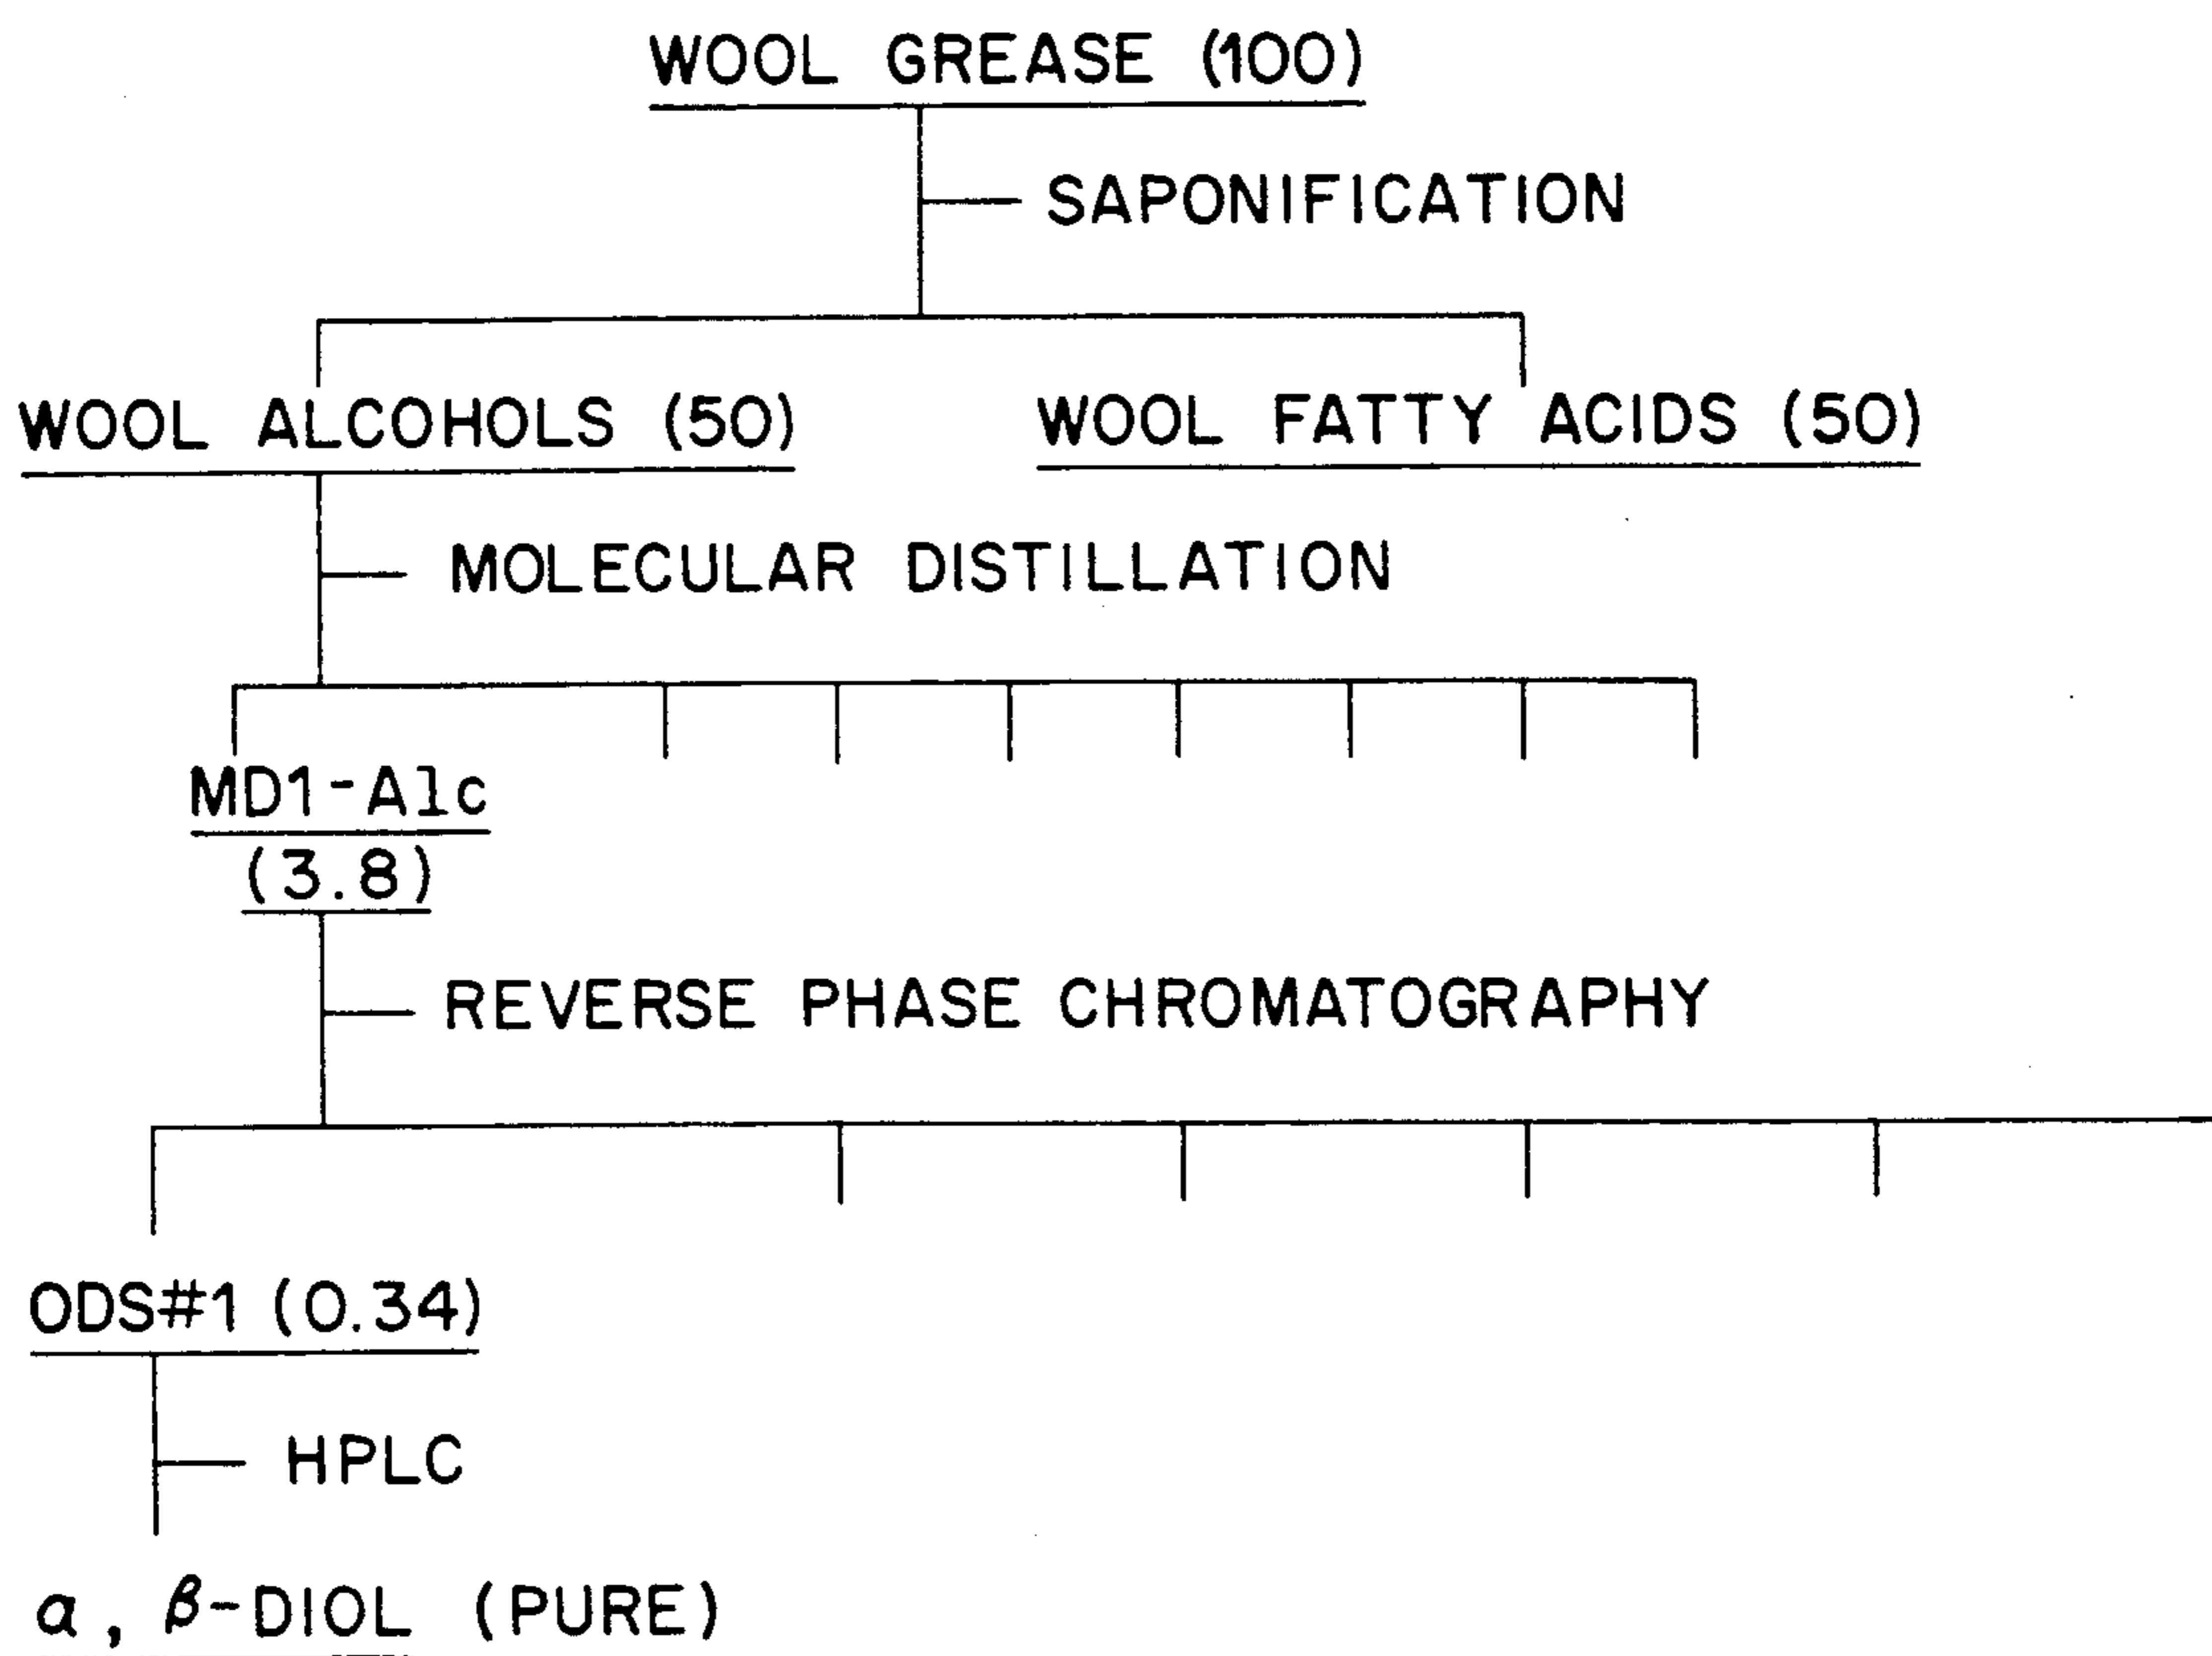 WOOL GREASE (100)
SAPONIFICATION
WOOL ALCOHOLS (50)
WOOL FATTY ACIDS (50)
MOLECULAR DISTILLATION
MD1-Alc
(3.8)
REVERSE PHASE CHROMATOGRAPHY
ODS#1 (0.34)
HPLC
α, β-DIOL (PURE)